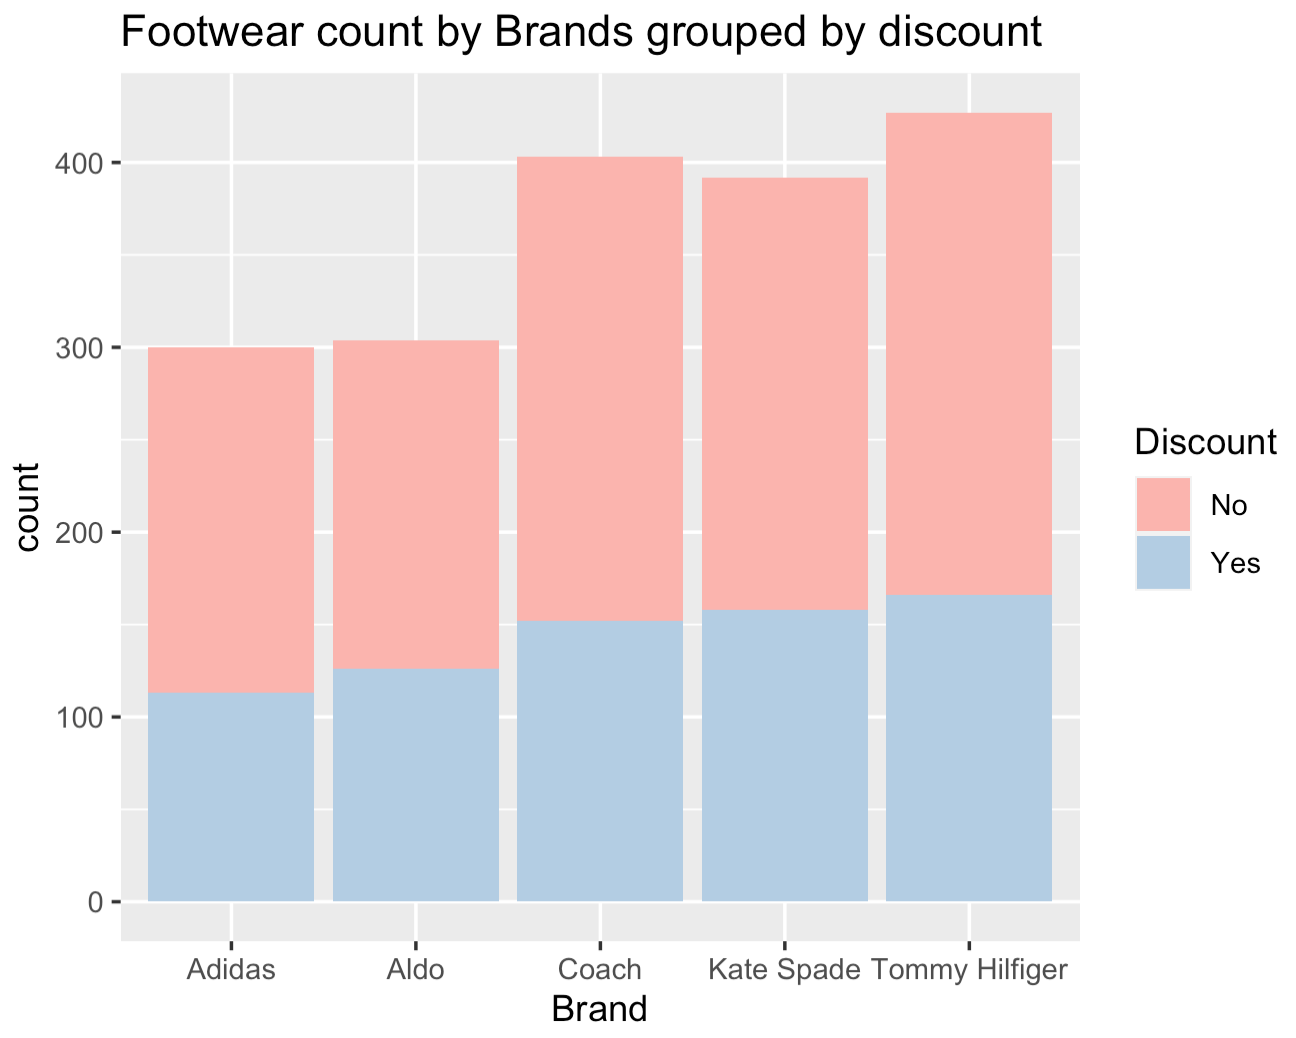 Footwear count by Brands grouped by discount
400
300
200
100
0
count
Adidas
Aldo
Coach
Kate Spade
Tommy Hilfiger
Brand
Discount
No
Yes